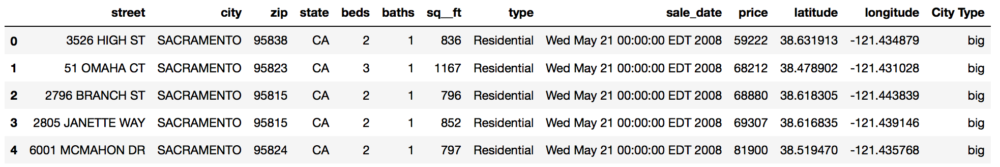 street city zip state beds baths sq__ft type sale_date price latitude longitude City Type
0 3526 HIGH ST SACRAMENTO 95838 CA 2 1 836 Residential Wed May 21 00:00:00 EDT 2008 59222 38.631913 -121.434879 big
1 51 OMAHA CT SACRAMENTO 95823 CA 3 1 1167 Residential Wed May 21 00:00:00 EDT 2008 68212 38.478902 -121.431028 big
2 2796 BRANCH ST SACRAMENTO 95815 CA 2 1 796 Residential Wed May 21 00:00:00 EDT 2008 68880 38.618305 -121.443839 big
3 2805 JANETTE WAY SACRAMENTO 95815 CA 2 1 852 Residential Wed May 21 00:00:00 EDT 2008 69307 38.616835 -121.439146 big
4 6001 MCMAHON DR SACRAMENTO 95824 CA 2 1 797 Residential Wed May 21 00:00:00 EDT 2008 81900 38.519470 -121.435768 big